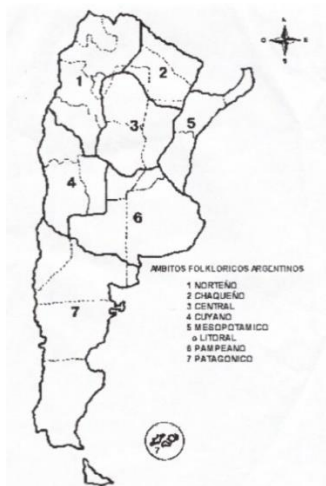 1
2
3
5
4
6
7
AMBITOS FOLKLORICOS ARGENTINOS
1 NORTEÑO
2 CHAQUEÑO
3 CENTRAL
4 CUYANO
5 MESOPOTAMICO
o LITORAL
6 PAMPEANO
7 PATAGONICO
7